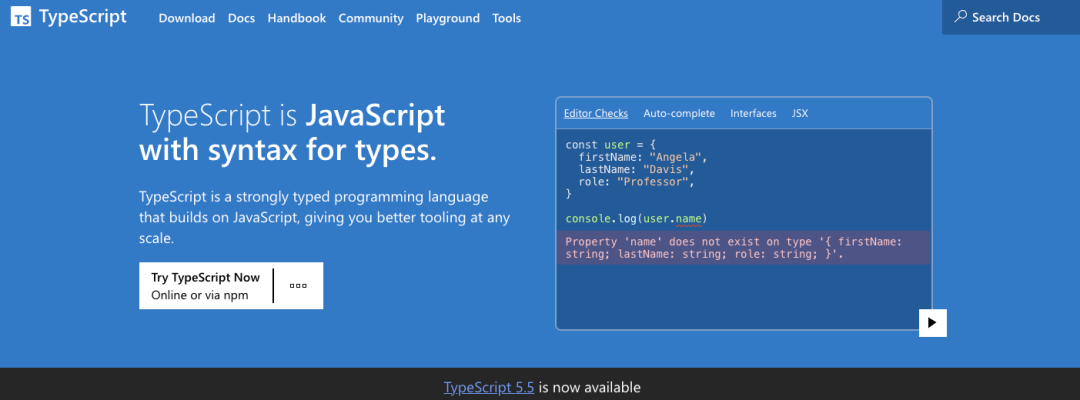 TS TypeScript Download Docs Handbook Community Playground Tools Search Docs
TypeScript is JavaScript
with syntax for types.
TypeScript is a strongly typed programming language
that builds on JavaScript, giving you better tooling at any
scale.
Try TypeScript Now
Online or via npm
Editor Checks Auto-complete Interfaces JSX
const user = {
  firstName: "Angela",
  lastName: "Davis",
  role: "Professor",
}
console.log(user.name)
Property 'name' does not exist on type '{ firstName:
string; lastName: string; role: string; }'.
TypeScript 5.5 is now available